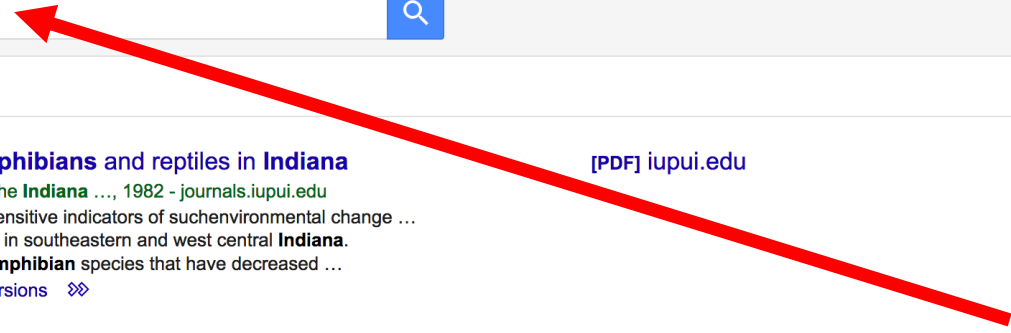 phibians and reptiles in Indiana [PDF] iupui.edu
he Indiana …, 1982 - journals.iupui.edu
ensitive indicators of suchenvironmental change …
in southeastern and west central Indiana.
mphibian species that have decreased …
rsions